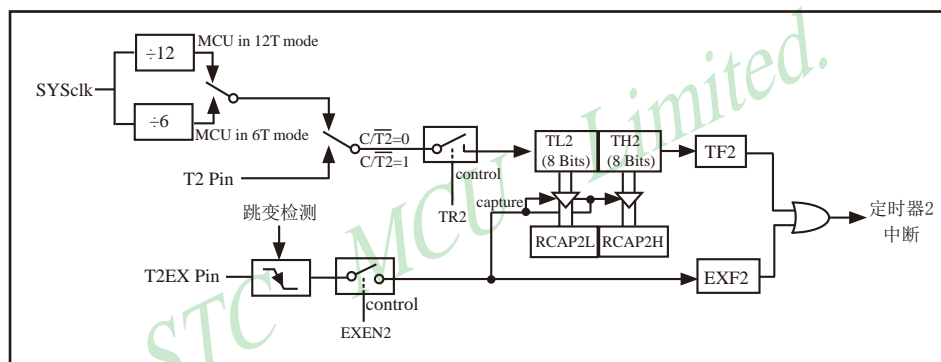 ÷12
MCU in 12T mode
SYSclk
÷6
MCU in 6T mode
C/T2=0
C/T2=1
T2 Pin
control
TR2
TL2
(8 Bits)
TH2
(8 Bits)
TF2
capture
RCAP2L
RCAP2H
定时器2
中断
跳变检测
T2EX Pin
control
EXEN2
EXF2
STC MCU Limited.